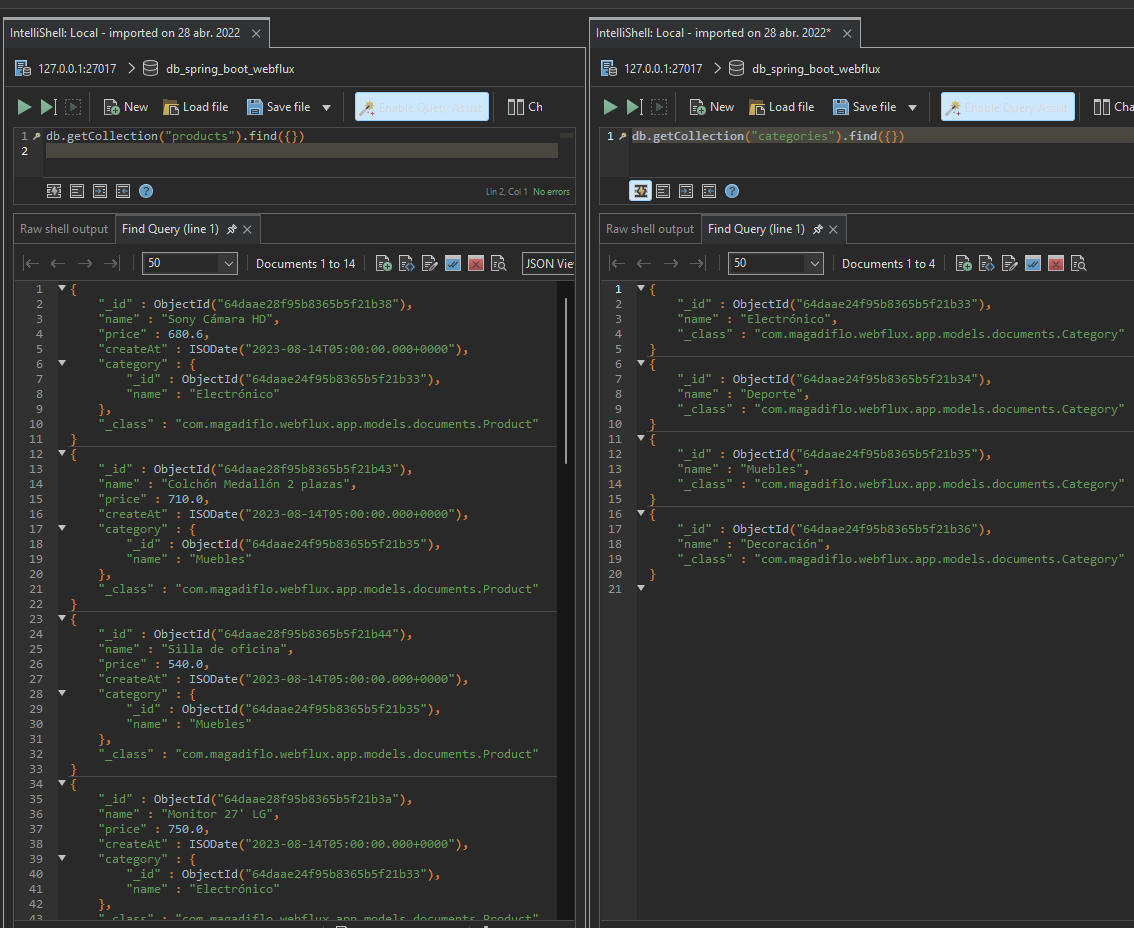 IntelliShell: Local - imported on 28 abr. 2022
127.0.0.1:27017 > db_spring_boot_webflux
New Load file Save file Enable Query Assist Ch
1 db.getCollection("products").find({})
2
Lin 2, Col 1 No errors
Raw shell output Find Query (line 1)
50 Documents 1 to 14 JSON Vie
1 {
2 "_id" : ObjectId("64daae28f95b8365b5f21b38"),
3 "name" : "Sony Cámara HD",
4 "price" : 680.6,
5 "createAt" : ISODate("2023-08-14T05:00:00.000+0000"),
6 "category" : {
7 "_id" : ObjectId("64daae24f95b8365b5f21b33"),
8 "name" : "Electrónico"
9 },
10 "_class" : "com.magadiflo.webflux.app.models.documents.Product"
11 }
12 {
13 "_id" : ObjectId("64daae28f95b8365b5f21b43"),
14 "name" : "Colchón Medallón 2 plazas",
15 "price" : 710.0,
16 "createAt" : ISODate("2023-08-14T05:00:00.000+0000"),
17 "category" : {
18 "_id" : ObjectId("64daae24f95b8365b5f21b35"),
19 "name" : "Muebles"
20 },
21 "_class" : "com.magadiflo.webflux.app.models.documents.Product"
22 }
23 {
24 "_id" : ObjectId("64daae28f95b8365b5f21b44"),
25 "name" : "Silla de oficina",
26 "price" : 540.0,
27 "createAt" : ISODate("2023-08-14T05:00:00.000+0000"),
28 "category" : {
29 "_id" : ObjectId("64daae24f95b8365b5f21b35"),
30 "name" : "Muebles"
31 },
32 "_class" : "com.magadiflo.webflux.app.models.documents.Product"
33 }
34 {
35 "_id" : ObjectId("64daae28f95b8365b5f21b3a"),
36 "name" : "Monitor 27' LG",
37 "price" : 750.0,
38 "createAt" : ISODate("2023-08-14T05:00:00.000+0000"),
39 "category" : {
40 "_id" : ObjectId("64daae24f95b8365b5f21b33"),
41 "name" : "Electrónico"
42 },
43 "_class" : "com.magadiflo.webflux.app.models.documents.Product"
IntelliShell: Local - imported on 28 abr. 2022*
127.0.0.1:27017 > db_spring_boot_webflux
New Load file Save file Enable Query Assist Cha
1 db.getCollection("categories").find({})
Raw shell output Find Query (line 1)
50 Documents 1 to 4
1 {
2 "_id" : ObjectId("64daae24f95b8365b5f21b33"),
3 "name" : "Electrónico",
4 "_class" : "com.magadiflo.webflux.app.models.documents.Category"
5 }
6 {
7 "_id" : ObjectId("64daae24f95b8365b5f21b34"),
8 "name" : "Deporte",
9 "_class" : "com.magadiflo.webflux.app.models.documents.Category"
10 }
11 {
12 "_id" : ObjectId("64daae24f95b8365b5f21b35"),
13 "name" : "Muebles",
14 "_class" : "com.magadiflo.webflux.app.models.documents.Category"
15 }
16 {
17 "_id" : ObjectId("64daae24f95b8365b5f21b36"),
18 "name" : "Decoración",
19 "_class" : "com.magadiflo.webflux.app.models.documents.Category"
20 }
21